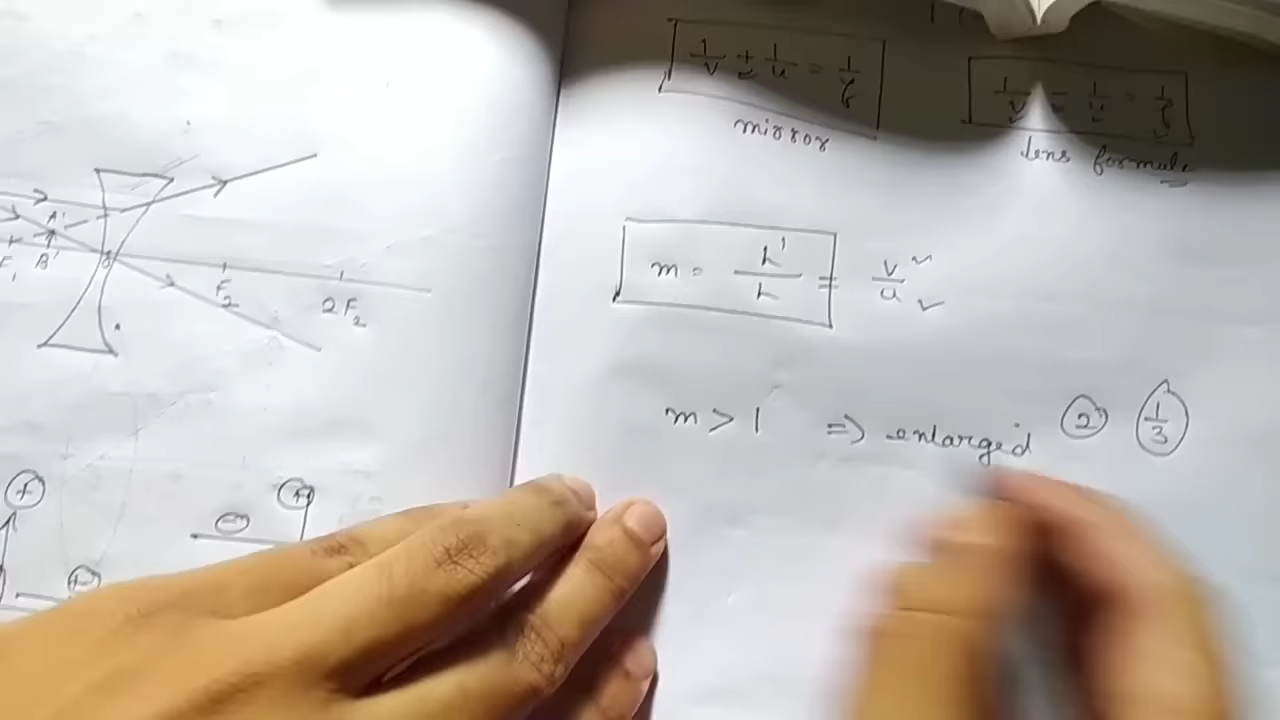 1/v + 1/u = 1/f
mirror
1/v - 1/u = 1/f
lens formula
m = h'/h = v/u
m > 1 ⇒ enlarged 2 1/3
A'
F₁ B'
F₂
2F₂
+
-
+